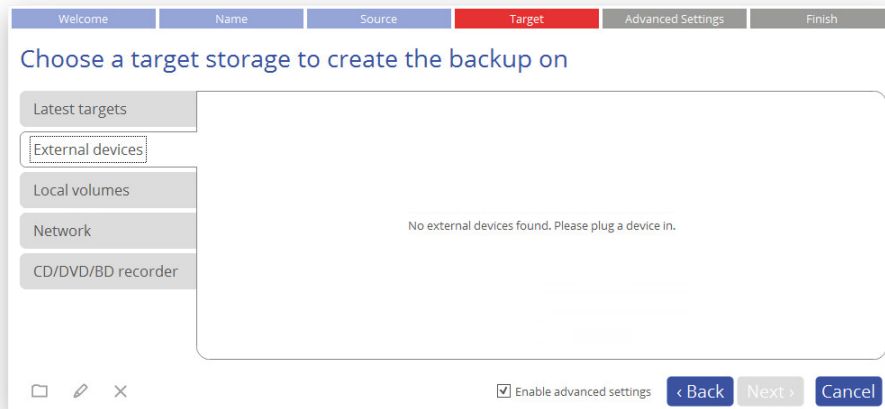 Welcome Name Source Target Advanced Settings Finish
Choose a target storage to create the backup on
Latest targets
External devices
Local volumes
Network
CD/DVD/BD recorder
No external devices found. Please plug a device in.
Enable advanced settings
‹ Back
Next ›
Cancel